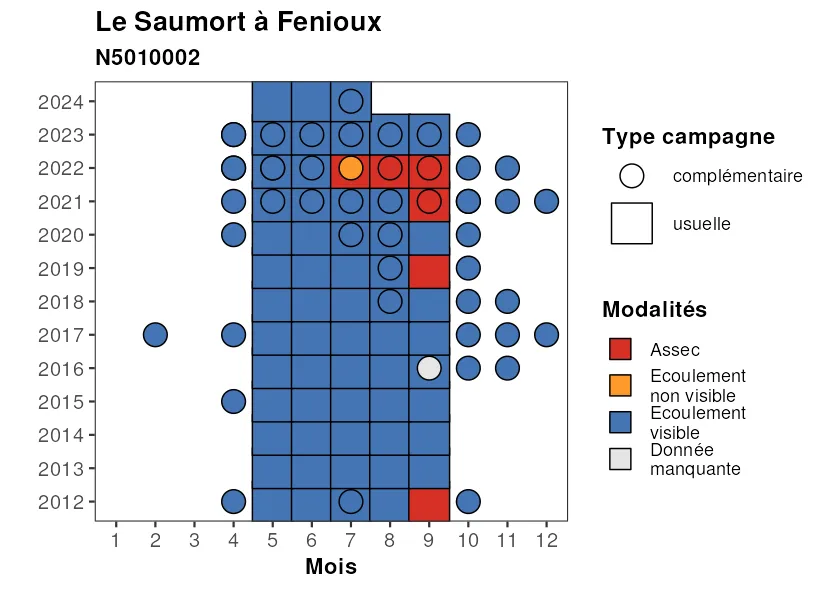 Le Saumort à Fenioux
N5010002
2024
2023
2022
2021
2020
2019
2018
2017
2016
2015
2014
2013
2012
1 2 3 4 5 6 7 8 9 10 11 12
Mois
Type campagne
complémentaire
usuelle
Modalités
Assec
Ecoulement
non visible
Ecoulement
visible
Donnée
manquante